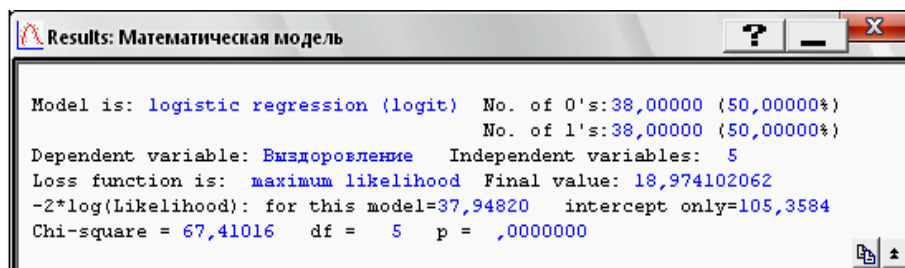 Results: Математическая модель
Model is: logistic regression (logit) No. of 0's:38,00000 (50,00000%)
No. of 1's:38,00000 (50,00000%)
Dependent variable: Выздоровление Independent variables: 5
Loss function is: maximum likelihood Final value: 18,974102062
-2*log(Likelihood): for this model=37,94820 intercept only=105,3584
Chi-square = 67,41016 df = 5 p = ,0000000